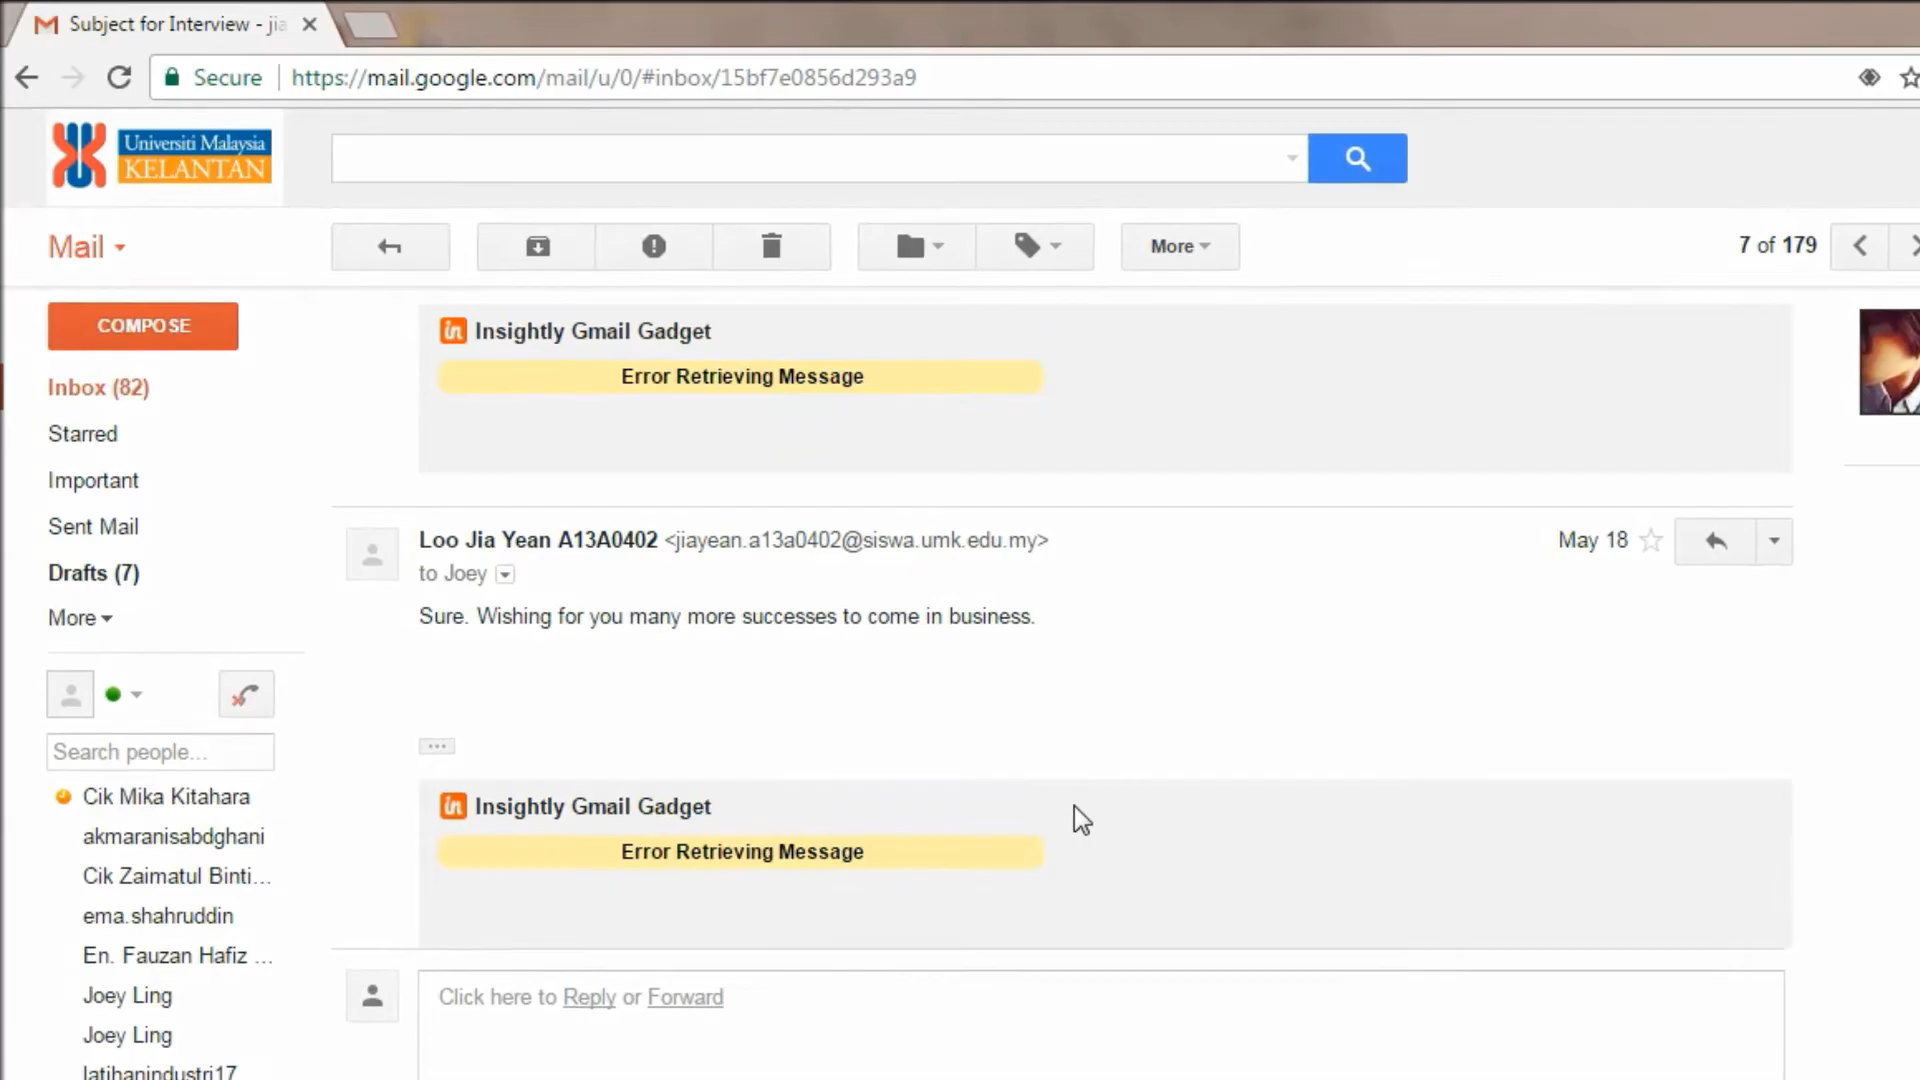 Subject for Interview - jia
Secure
https://mail.google.com/mail/u/0/#inbox/15bf7e0856d293a9
Universiti Malaysia
KELANTAN
Mail
More
7 of 179
COMPOSE
Inbox (82)
Starred
Important
Sent Mail
Drafts (7)
More
Search people...
Cik Mika Kitahara
akmaranisabdghani
Cik Zaimatul Binti...
ema.shahruddin
En. Fauzan Hafiz ...
Joey Ling
Joey Ling
latihanindustri17
in Insightly Gmail Gadget
Error Retrieving Message
Loo Jia Yean A13A0402 <jiayean.a13a0402@siswa.umk.edu.my>
May 18
to Joey
Sure. Wishing for you many more successes to come in business.
in Insightly Gmail Gadget
Error Retrieving Message
Click here to Reply or Forward